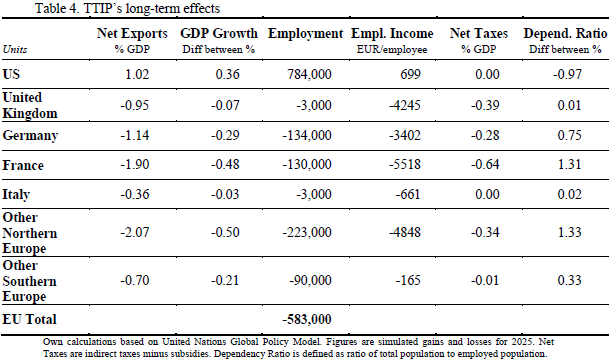 Table 4. TTIP's long-term effects
Net Exports GDP Growth Employment Empl. Income Net Taxes Depend. Ratio
Units % GDP Diff between % EUR/employee % GDP Diff between %
US 1.02 0.36 784,000 699 0.00 -0.97
United
Kingdom -0.95 -0.07 -3,000 -4245 -0.39 0.01
Germany -1.14 -0.29 -134,000 -3402 -0.28 0.75
France -1.90 -0.48 -130,000 -5518 -0.64 1.31
Italy -0.36 -0.03 -3,000 -661 0.00 0.02
Other
Northern -2.07 -0.50 -223,000 -4848 -0.34 1.33
Europe
Other
Southern -0.70 -0.21 -90,000 -165 -0.01 0.33
Europe
EU Total -583,000
Own calculations based on United Nations Global Policy Model. Figures are simulated gains and losses for 2025. Net
Taxes are indirect taxes minus subsidies. Dependency Ratio is defined as ratio of total population to employed population.